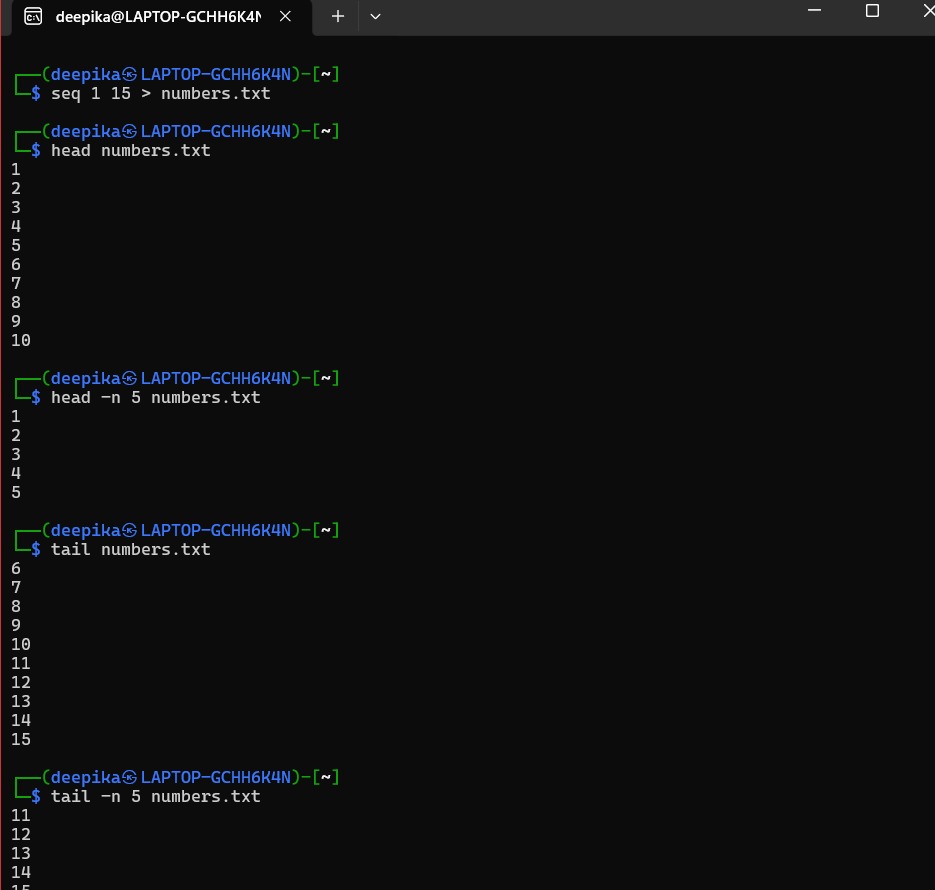 deepika@LAPTOP-GCHH6K4N
┌──(deepika㉿LAPTOP-GCHH6K4N)-[~]
└─$ seq 1 15 > numbers.txt
┌──(deepika㉿LAPTOP-GCHH6K4N)-[~]
└─$ head numbers.txt
1
2
3
4
5
6
7
8
9
10
┌──(deepika㉿LAPTOP-GCHH6K4N)-[~]
└─$ head -n 5 numbers.txt
1
2
3
4
5
┌──(deepika㉿LAPTOP-GCHH6K4N)-[~]
└─$ tail numbers.txt
6
7
8
9
10
11
12
13
14
15
┌──(deepika㉿LAPTOP-GCHH6K4N)-[~]
└─$ tail -n 5 numbers.txt
11
12
13
14
15